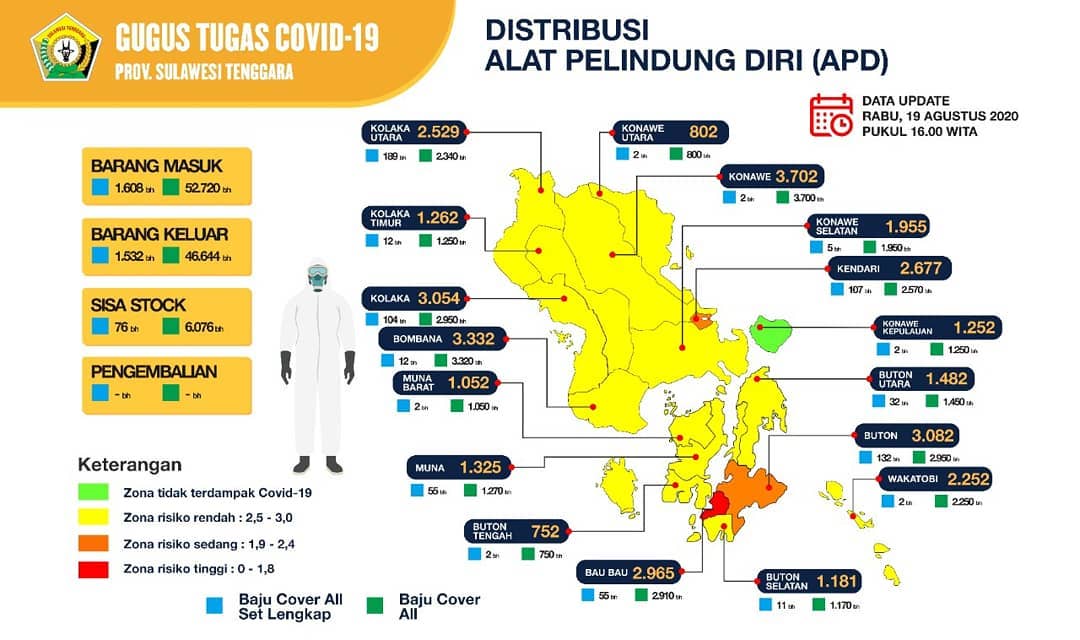 SULAWESI TENGGARA
GUGUS TUGAS COVID-19
PROV. SULAWESI TENGGARA
DISTRIBUSI
ALAT PELINDUNG DIRI (APD)
DATA UPDATE
RABU, 19 AGUSTUS 2020
PUKUL 16.00 WITA
BARANG MASUK
1.608 bh 52.720 bh
BARANG KELUAR
1.532 bh 46.644 bh
SISA STOCK
76 bh 6.076 bh
PENGEMBALIAN
- bh - bh
KOLAKA
UTARA 2.529
189 bh 2.340 bh
KOLAKA
TIMUR 1.262
12 bh 1.250 bh
KOLAKA 3.054
104 bh 2.950 bh
BOMBANA 3.332
12 bh 3.320 bh
MUNA
BARAT 1.052
2 bh 1.050 bh
MUNA 1.325
55 bh 1.270 bh
BUTON
TENGAH 752
2 bh 750 bh
BAU BAU 2.965
55 bh 2.910 bh
KONAWE
UTARA 802
2 bh 800 bh
KONAWE 3.702
2 bh 3.700 bh
KONAWE
SELATAN 1.955
5 bh 1.950 bh
KENDARI 2.677
107 bh 2.570 bh
KONAWE
KEPULAUAN 1.252
2 bh 1.250 bh
BUTON
UTARA 1.482
32 bh 1.450 bh
BUTON 3.082
132 bh 2.950 bh
WAKATOBI 2.252
2 bh 2.250 bh
BUTON
SELATAN 1.181
11 bh 1.170 bh
Keterangan
Zona tidak terdampak Covid-19
Zona risiko rendah : 2,5 - 3,0
Zona risiko sedang : 1,9 - 2,4
Zona risiko tinggi : 0 - 1,8
Baju Cover All
Set Lengkap
Baju Cover
All